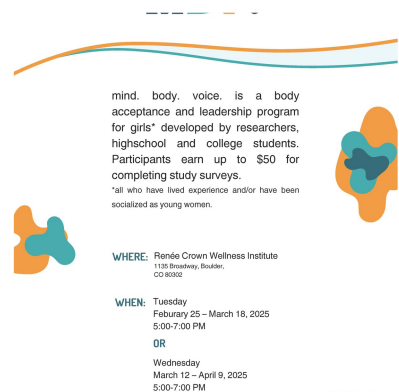 mind. body. voice. is a body
acceptance and leadership program
for girls* developed by researchers,
highschool and college students.
Participants earn up to $50 for
completing study surveys.
*all who have lived experience and/or have been
socialized as young women.
WHERE: Renée Crown Wellness Institute
1135 Broadway, Boulder,
CO 80302
WHEN: Tuesday
Feburary 25 – March 18, 2025
5:00-7:00 PM
OR
Wednesday
March 12 – April 9, 2025
5:00-7:00 PM